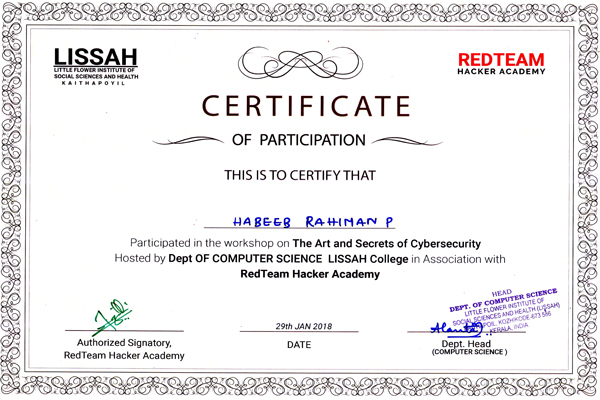 LISSAH
LITTLE FLOWER INSTITUTE OF
SOCIAL SCIENCES AND HEALTH
KAITHAPOYIL
REDTEAM
HACKER ACADEMY
CERTIFICATE
OF PARTICIPATION
THIS IS TO CERTIFY THAT
HABEEB RAHIMAN P
Participated in the workshop on The Art and Secrets of Cybersecurity
Hosted by Dept OF COMPUTER SCIENCE LISSAH College in Association with
RedTeam Hacker Academy
Authorized Signatory,
RedTeam Hacker Academy
29th JAN 2018
DATE
HEAD
DEPT. OF COMPUTER SCIENCE
LITTLE FLOWER INSTITUTE OF
SOCIAL SCIENCES AND HEALTH (LISSAH)
KOZHIKODE-673 586
KERALA, INDIA
Dept. Head
(COMPUTER SCIENCE )